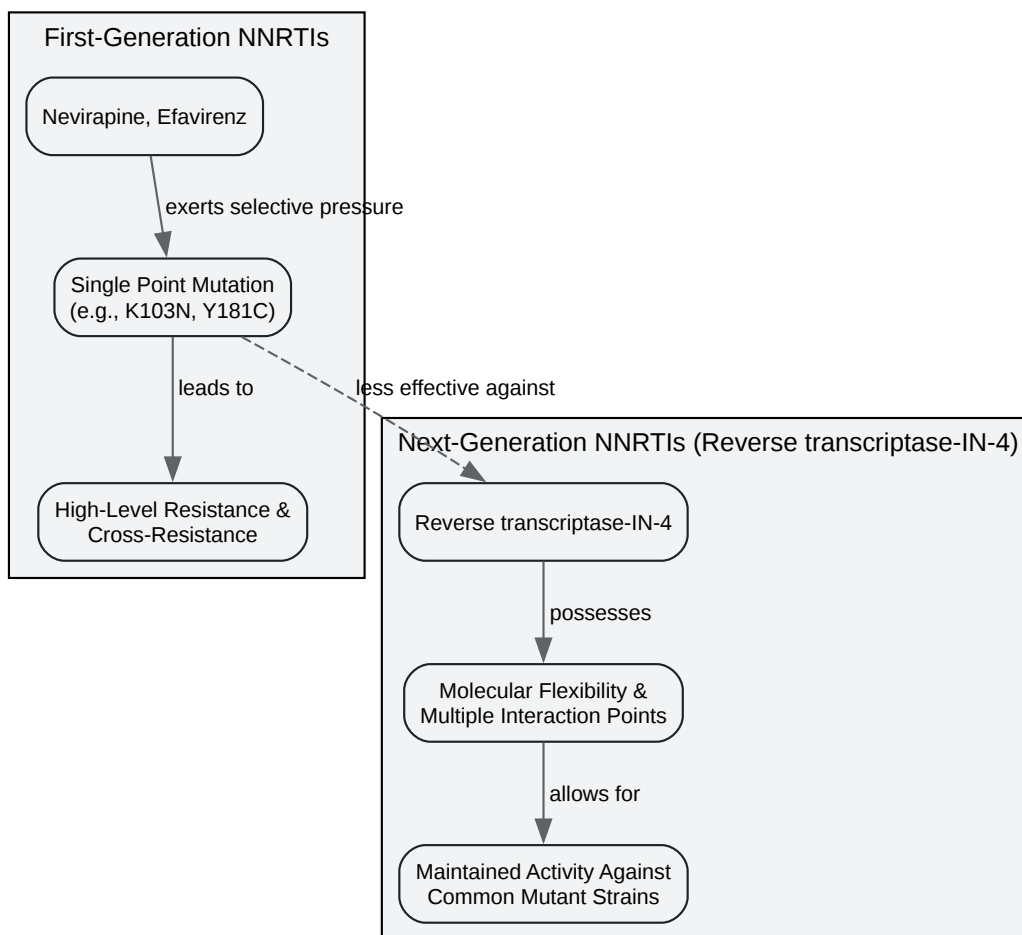 First-Generation NNRTIs
Nevirapine, Efavirenz
exerts selective pressure
Single Point Mutation
(e.g., K103N, Y181C)
leads to
less effective against
High-Level Resistance &
Cross-Resistance
Next-Generation NNRTIs (Reverse transcriptase-IN-4)
Reverse transcriptase-IN-4
possesses
Molecular Flexibility &
Multiple Interaction Points
allows for
Maintained Activity Against
Common Mutant Strains